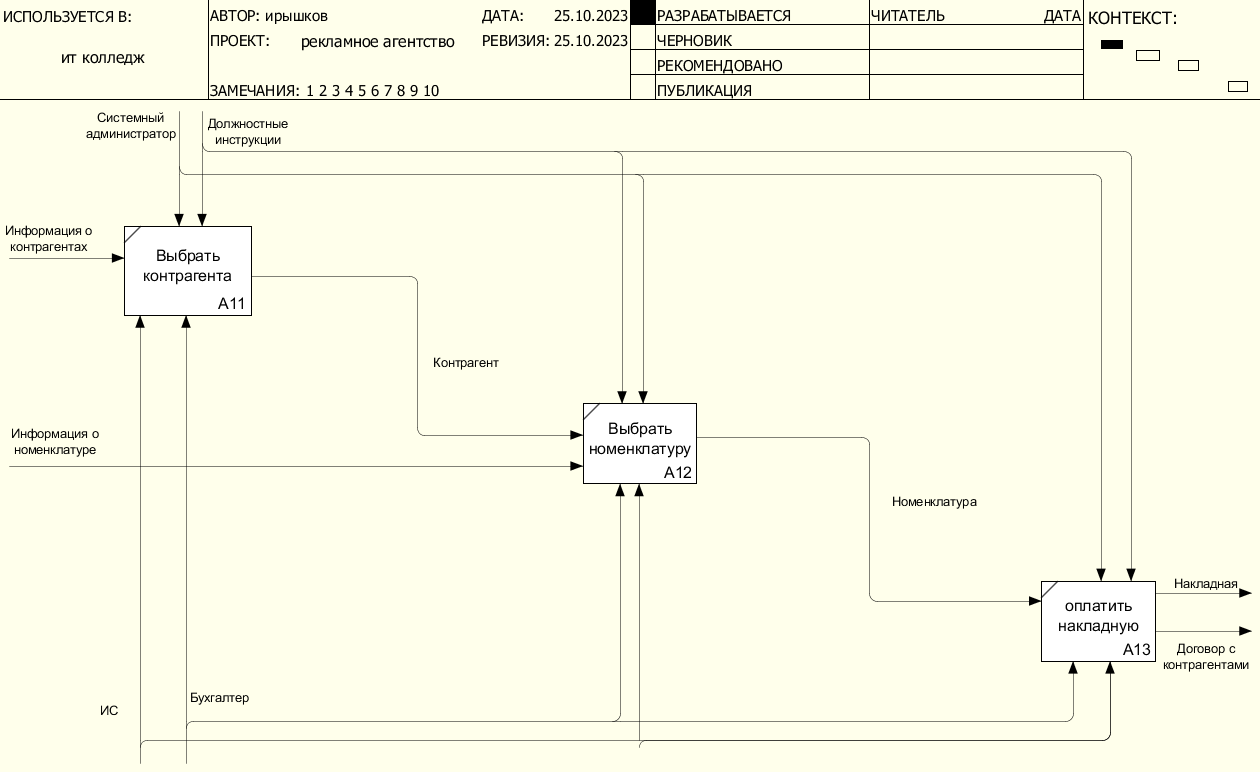 ИСПОЛЬЗУЕТСЯ В:
ит колледж
АВТОР: ирышков
ДАТА: 25.10.2023
ПРОЕКТ: рекламное агентство
РЕВИЗИЯ: 25.10.2023
ЗАМЕЧАНИЯ: 1 2 3 4 5 6 7 8 9 10
РАЗРАБАТЫВАЕТСЯ
ЧЕРНОВИК
РЕКОМЕНДОВАНО
ПУБЛИКАЦИЯ
ЧИТАТЕЛЬ ДАТА
КОНТЕКСТ:
Системный
администратор
Должностные
инструкции
Информация о
контрагентах
Выбрать
контрагента
A11
Контрагент
Информация о
номенклатуре
Выбрать
номенклатуру
A12
Номенклатура
оплатить
накладную
A13
Накладная
Договор с
контрагентами
Бухгалтер
ИС